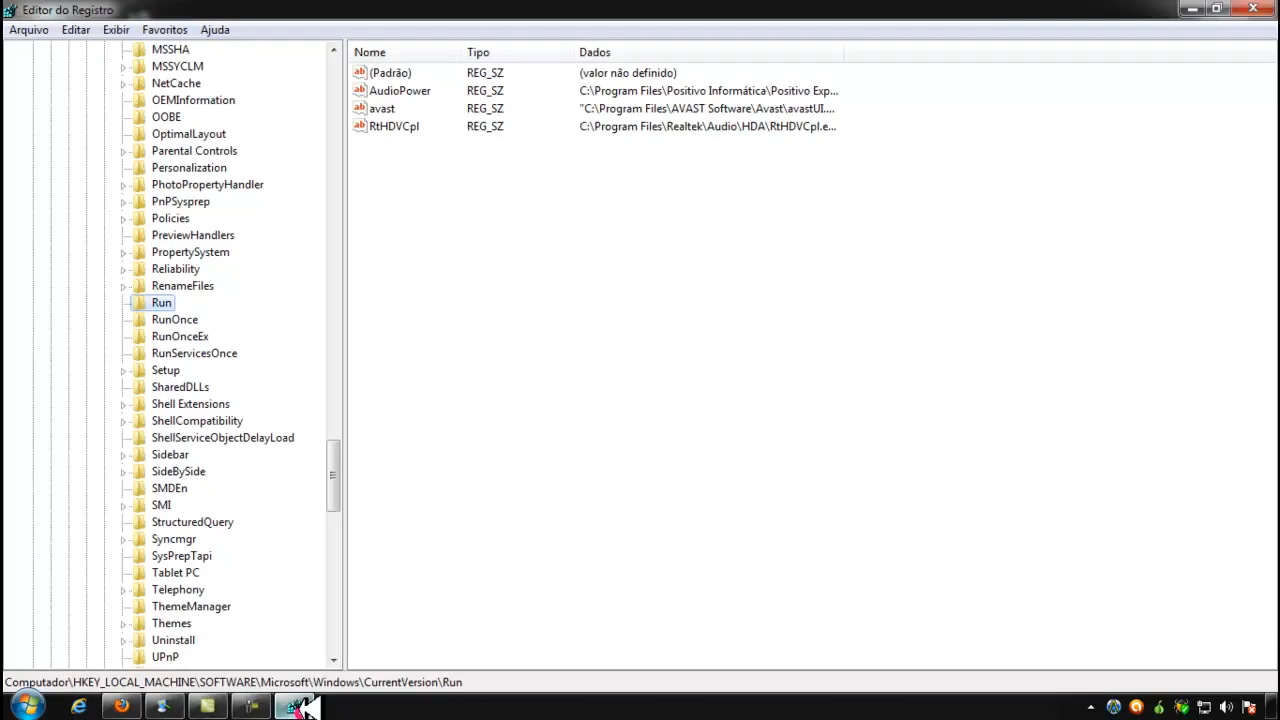 Editor do Registro
Arquivo Editar Exibir Favoritos Ajuda
MSSHA
MSSYCLM
NetCache
OEMInformation
OOBE
OptimalLayout
Parental Controls
Personalization
PhotoPropertyHandler
PnPSysprep
Policies
PreviewHandlers
PropertySystem
Reliability
RenameFiles
Run
RunOnce
RunOnceEx
RunServicesOnce
Setup
SharedDLLs
Shell Extensions
ShellCompatibility
ShellServiceObjectDelayLoad
Sidebar
SideBySide
SMDEn
SMI
StructuredQuery
Syncmgr
SysPrepTapi
Tablet PC
Telephony
ThemeManager
Themes
Uninstall
UPnP
Nome Tipo Dados
(Padrão) REG_SZ (valor não definido)
AudioPower REG_SZ C:\Program Files\Positivo Informática\Positivo Exp...
avast REG_SZ "C:\Program Files\AVAST Software\Avast\avastUI....
RtHDVCpl REG_SZ C:\Program Files\Realtek\Audio\HDA\RtHDVCpl.e...
Computador\HKEY_LOCAL_MACHINE\SOFTWARE\Microsoft\Windows\CurrentVersion\Run